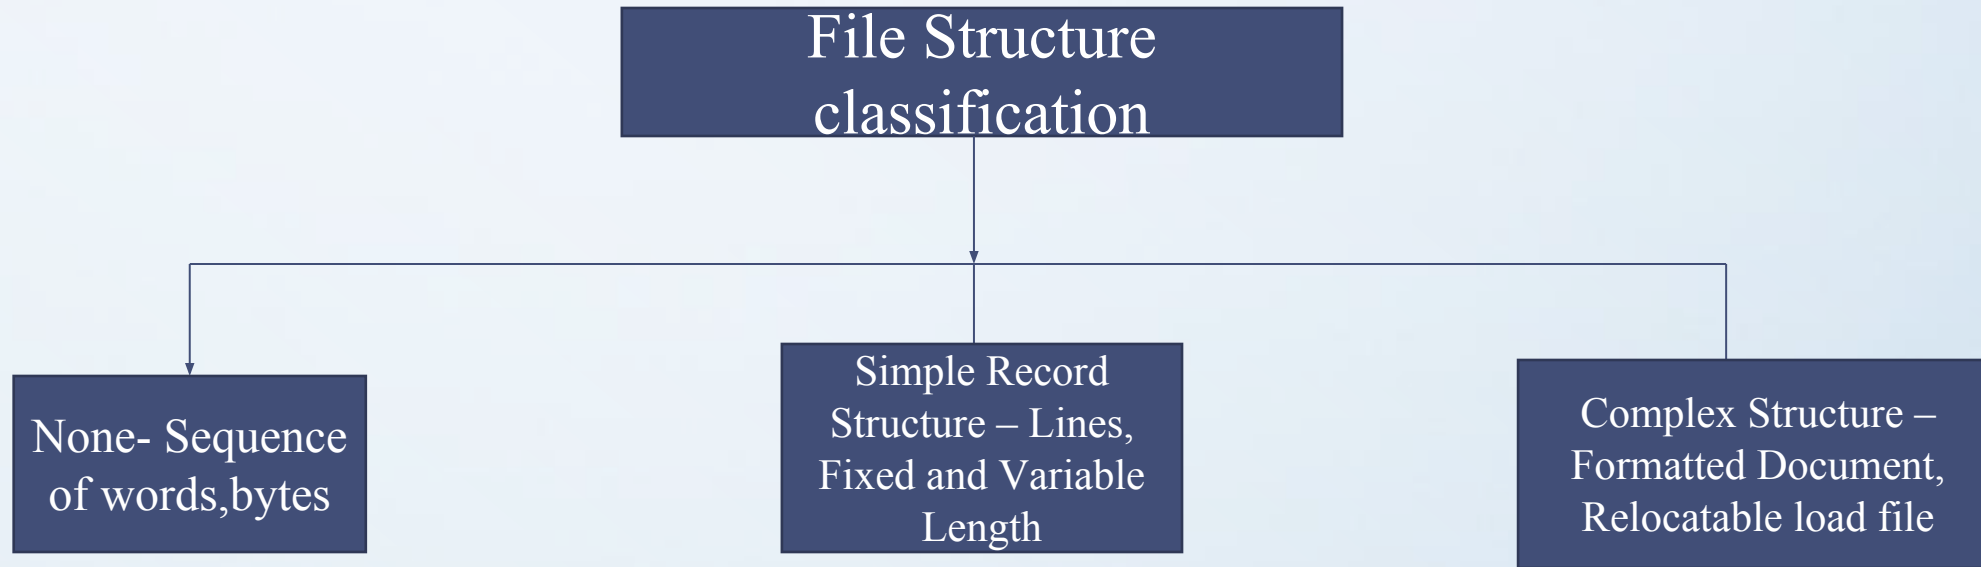 File Structure
classification
None- Sequence
of words,bytes
Simple Record
Structure – Lines,
Fixed and Variable
Length
Complex Structure –
Formatted Document,
Relocatable load file